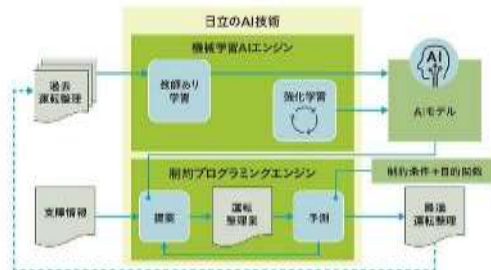 日立のAI技術
機械学習AIエンジン
過去
運転整理
教師あり
学習
強化学習
AI
AIモデル
制約プログラミングエンジン
制約条件+目的関数
支障情報
提案
運転
整理案
予測
最適
運転整理